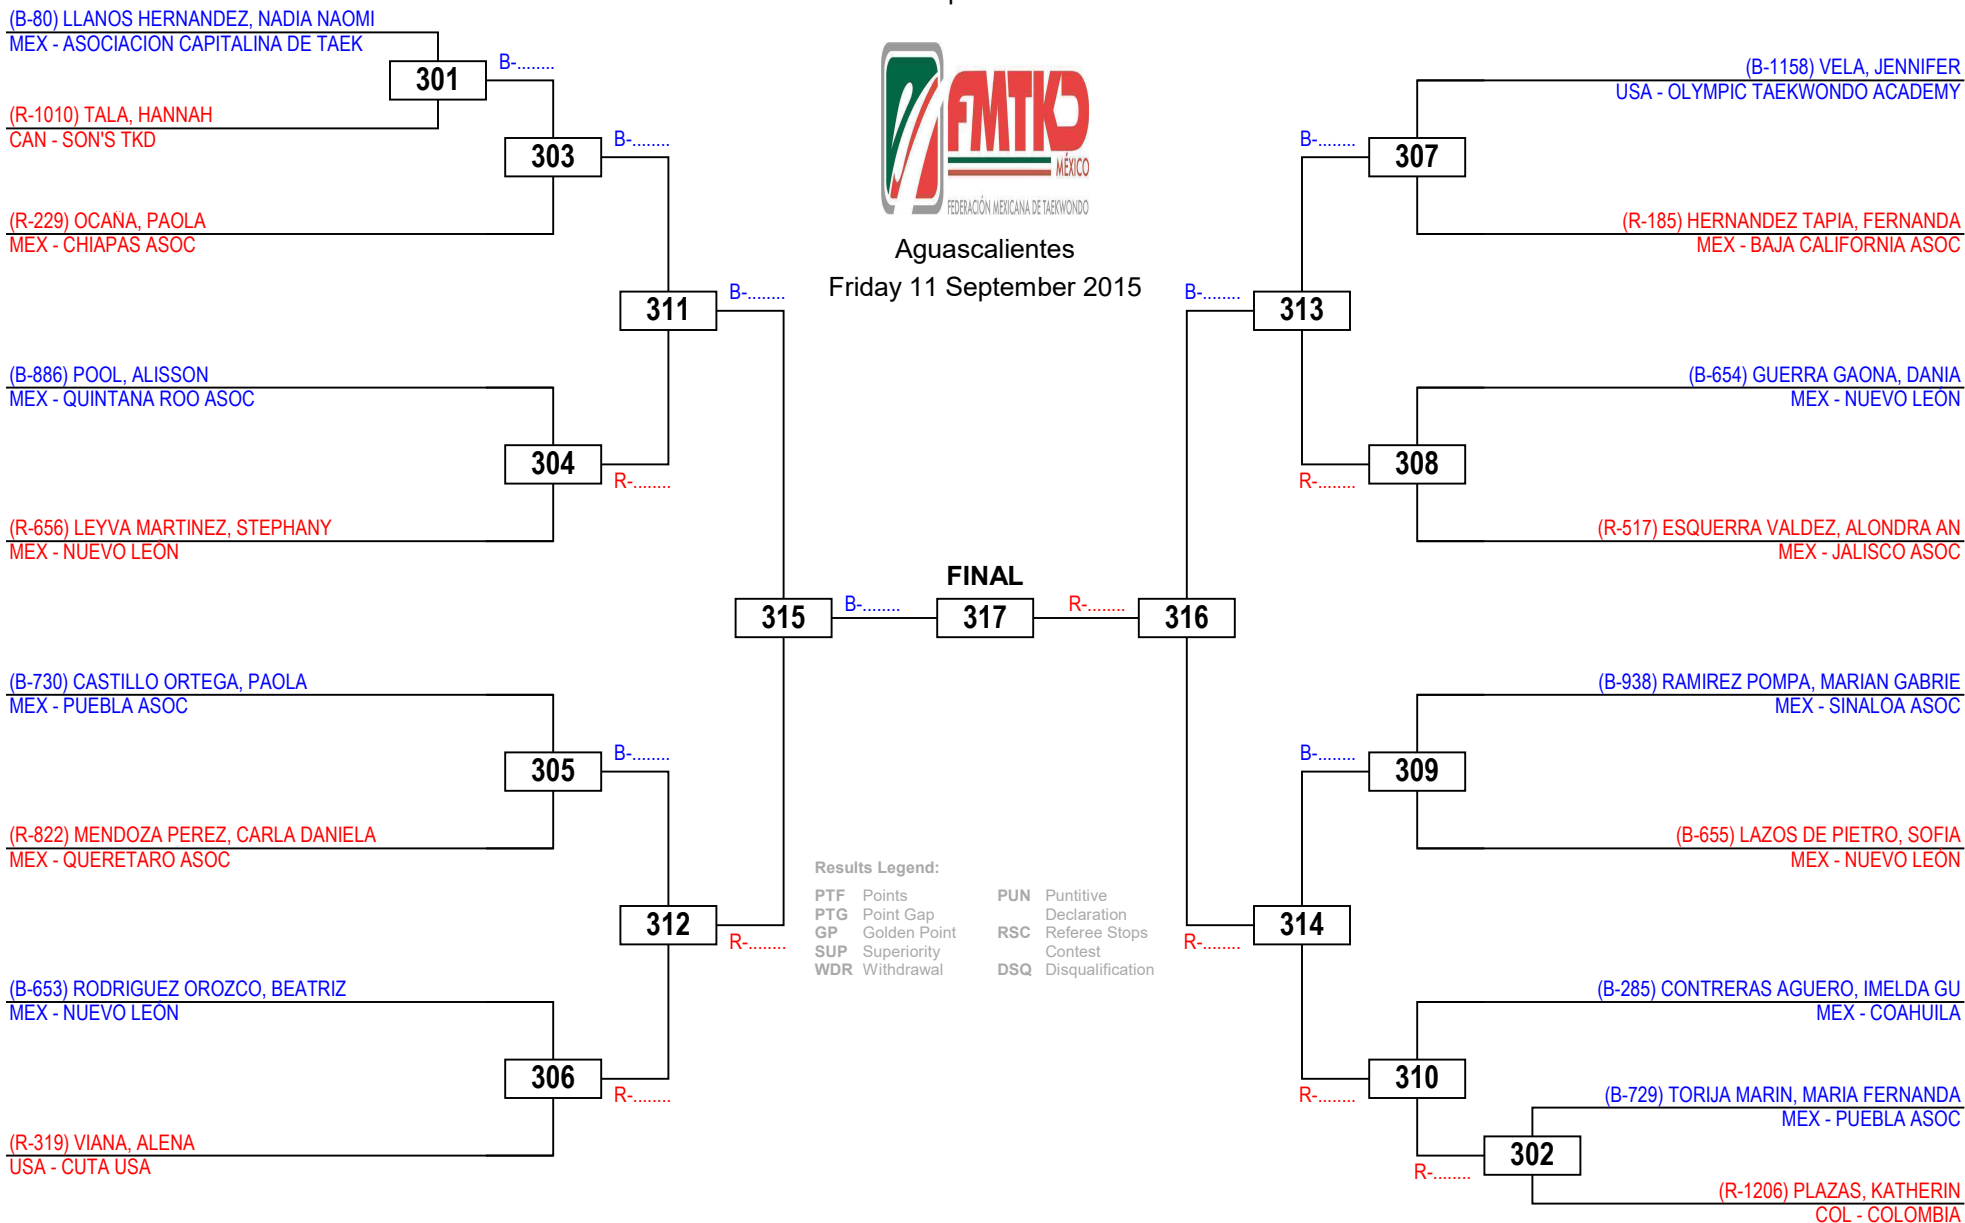 (B-80) LLANOS HERNANDEZ, NADIA NAOMI
MEX - ASOCIACION CAPITALINA DE TAEK
301
B-........
(R-1010) TALA, HANNAH
CAN - SON'S TKD
303
B-........
(R-229) OCAÑA, PAOLA
MEX - CHIAPAS ASOC
311
B-........
(B-886) POOL, ALISSON
MEX - QUINTANA ROO ASOC
304
R-........
(R-656) LEYVA MARTINEZ, STEPHANY
MEX - NUEVO LEÓN
315
B-........
(B-730) CASTILLO ORTEGA, PAOLA
MEX - PUEBLA ASOC
305
B-........
(R-822) MENDOZA PEREZ, CARLA DANIELA
MEX - QUERETARO ASOC
312
R-........
(B-653) RODRIGUEZ OROZCO, BEATRIZ
MEX - NUEVO LEÓN
306
R-........
(R-319) VIANA, ALENA
USA - CUTA USA
FMTKD
MÉXICO
FEDERACIÓN MEXICANA DE TAEKWONDO
Aguascalientes
Friday 11 September 2015
FINAL
317
Results Legend:
PTF Points
PTG Point Gap
GP Golden Point
SUP Superiority
WDR Withdrawal
PUN Puntitive
Declaration
RSC Referee Stops
Contest
DSQ Disqualification
(B-1158) VELA, JENNIFER
USA - OLYMPIC TAEKWONDO ACADEMY
B-........
307
(R-185) HERNANDEZ TAPIA, FERNANDA
MEX - BAJA CALIFORNIA ASOC
B-........
313
(B-654) GUERRA GAONA, DANIA
MEX - NUEVO LEÓN
308
R-........
(R-517) ESQUERRA VALDEZ, ALONDRA AN
MEX - JALISCO ASOC
R-........
316
(B-938) RAMIREZ POMPA, MARIAN GABRIE
MEX - SINALOA ASOC
B-........
309
(B-655) LAZOS DE PIETRO, SOFIA
MEX - NUEVO LEÓN
314
R-........
(B-285) CONTRERAS AGUERO, IMELDA GU
MEX - COAHUILA
310
R-........
(B-729) TORIJA MARIN, MARIA FERNANDA
MEX - PUEBLA ASOC
302
R-........
(R-1206) PLAZAS, KATHERIN
COL - COLOMBIA